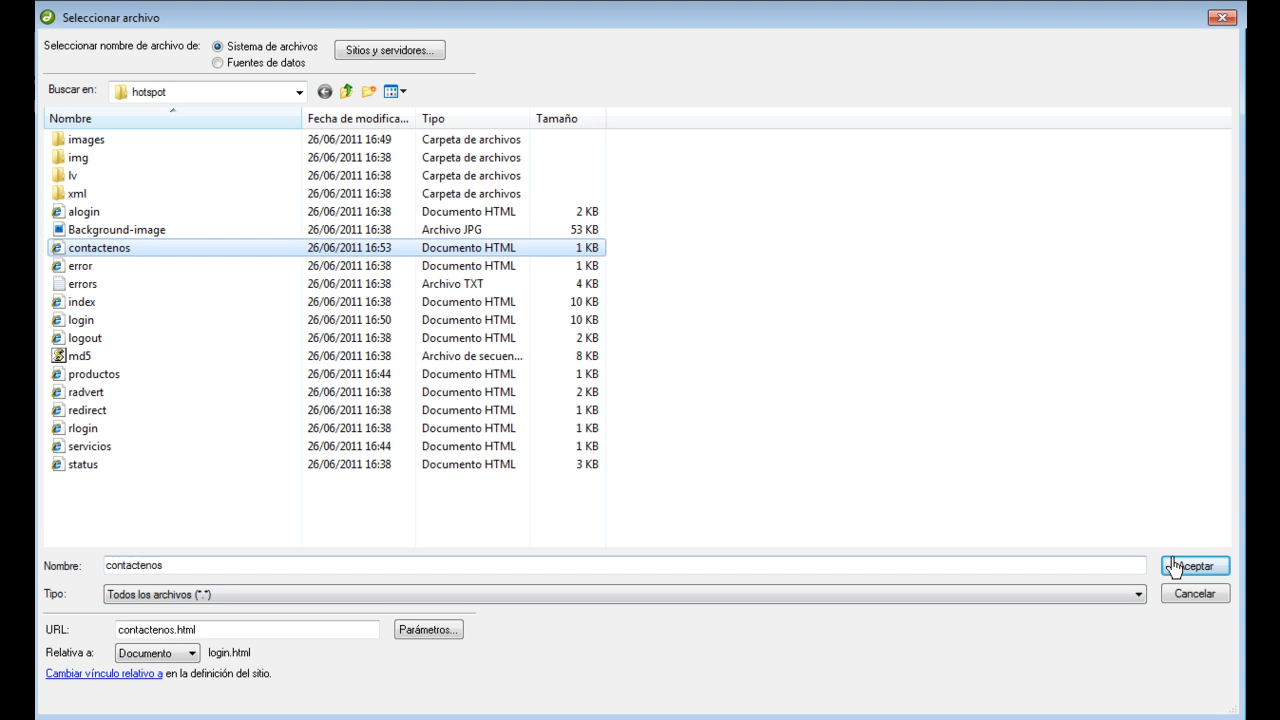 Seleccionar archivo
Seleccionar nombre de archivo de: Sistema de archivos Sitios y servidores...
Fuentes de datos
Buscar en: hotspot
Nombre Fecha de modifica... Tipo Tamaño
images 26/06/2011 16:49 Carpeta de archivos
img 26/06/2011 16:38 Carpeta de archivos
lv 26/06/2011 16:38 Carpeta de archivos
xml 26/06/2011 16:38 Carpeta de archivos
alogin 26/06/2011 16:38 Documento HTML 2 KB
Background-image 26/06/2011 16:38 Archivo JPG 53 KB
contactenos 26/06/2011 16:53 Documento HTML 1 KB
error 26/06/2011 16:38 Documento HTML 1 KB
errors 26/06/2011 16:38 Archivo TXT 4 KB
index 26/06/2011 16:38 Documento HTML 10 KB
login 26/06/2011 16:50 Documento HTML 10 KB
logout 26/06/2011 16:38 Documento HTML 2 KB
md5 26/06/2011 16:38 Archivo de secuen... 8 KB
productos 26/06/2011 16:44 Documento HTML 1 KB
radvert 26/06/2011 16:38 Documento HTML 2 KB
redirect 26/06/2011 16:38 Documento HTML 1 KB
rlogin 26/06/2011 16:38 Documento HTML 1 KB
servicios 26/06/2011 16:44 Documento HTML 1 KB
status 26/06/2011 16:38 Documento HTML 3 KB
Nombre: contactenos Aceptar
Tipo: Todos los archivos (*.*) Cancelar
URL: contactenos.html Parámetros...
Relativa a: Documento login.html
Cambiar vínculo relativo a en la definición del sitio.